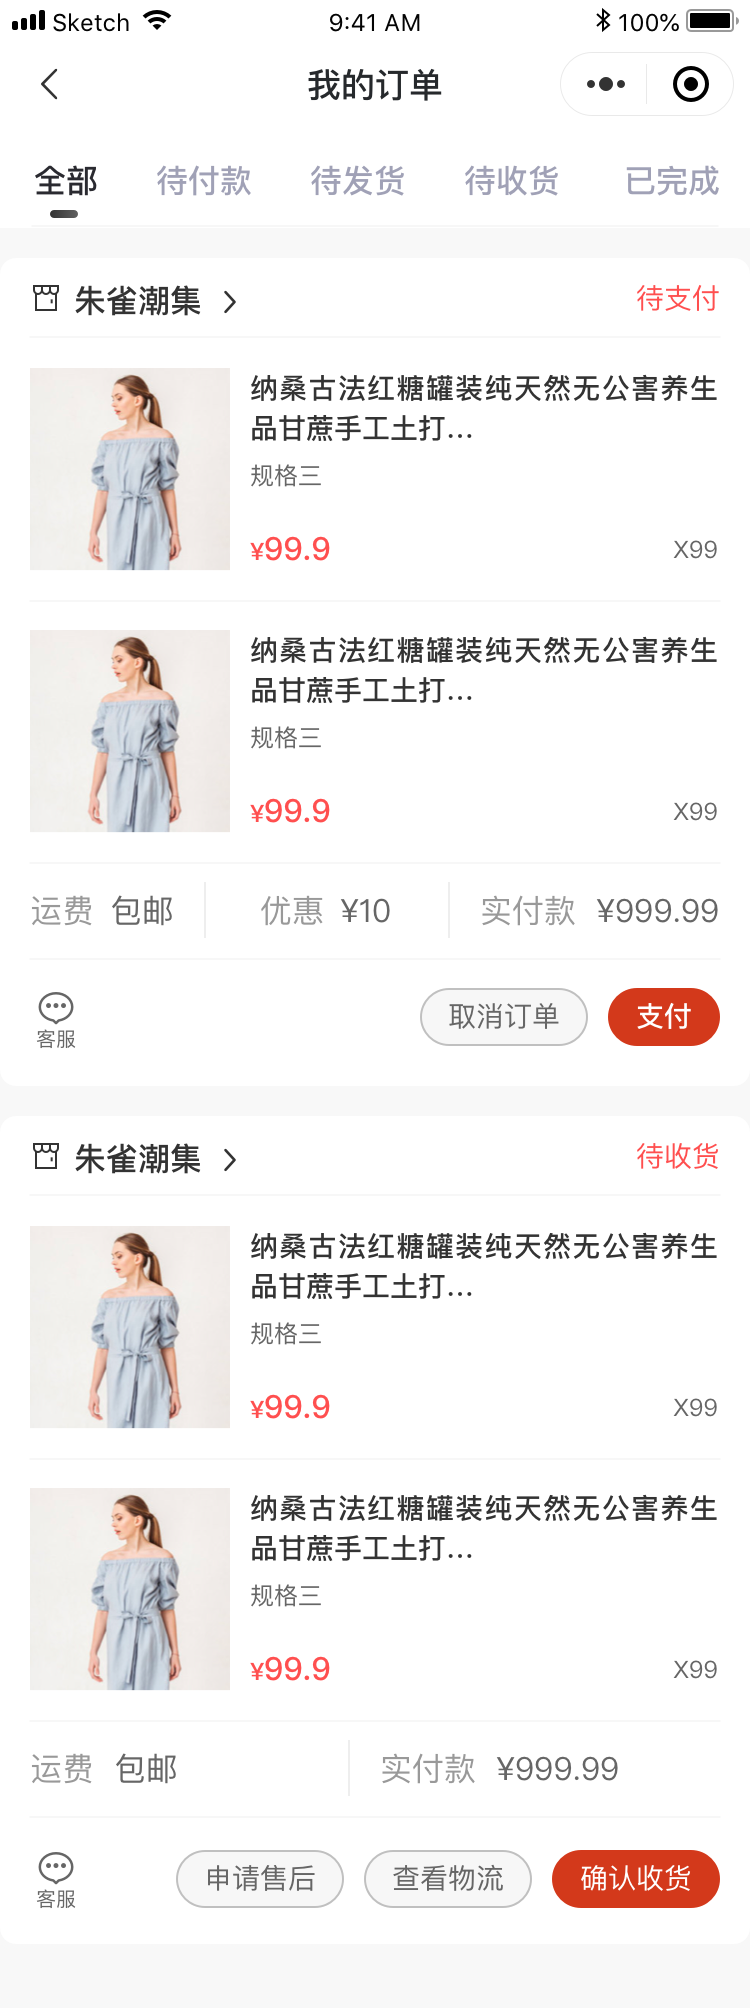 Sketch 9:41 AM 100%
我的订单
全部 待付款 待发货 待收货 已完成
朱雀潮集 待支付
纳桑古法红糖罐装纯天然无公害养生
品甘蔗手工土打...
规格三
¥99.9 X99
纳桑古法红糖罐装纯天然无公害养生
品甘蔗手工土打...
规格三
¥99.9 X99
运费 包邮 优惠 ¥10 实付款 ¥999.99
客服 取消订单 支付
朱雀潮集 待收货
纳桑古法红糖罐装纯天然无公害养生
品甘蔗手工土打...
规格三
¥99.9 X99
纳桑古法红糖罐装纯天然无公害养生
品甘蔗手工土打...
规格三
¥99.9 X99
运费 包邮 实付款 ¥999.99
客服 申请售后 查看物流 确认收货